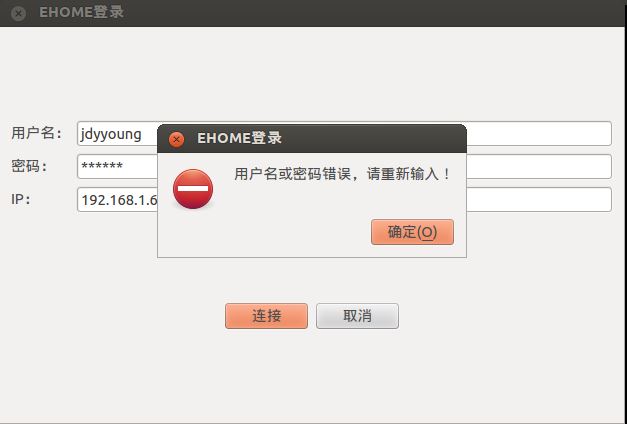 EHOME登录
用户名： jdyyoung
密码： ******
IP： 192.168.1.6
EHOME登录
用户名或密码错误，请重新输入！
确定(O)
连接 取消